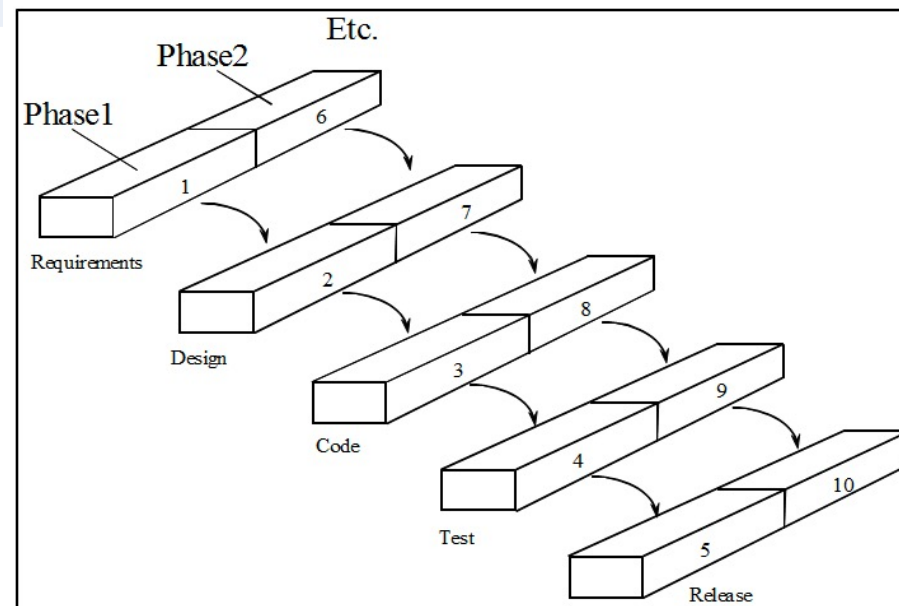 Etc.
Phase2
Phase1
6
1
Requirements
7
2
Design
8
3
Code
9
4
Test
10
5
Release